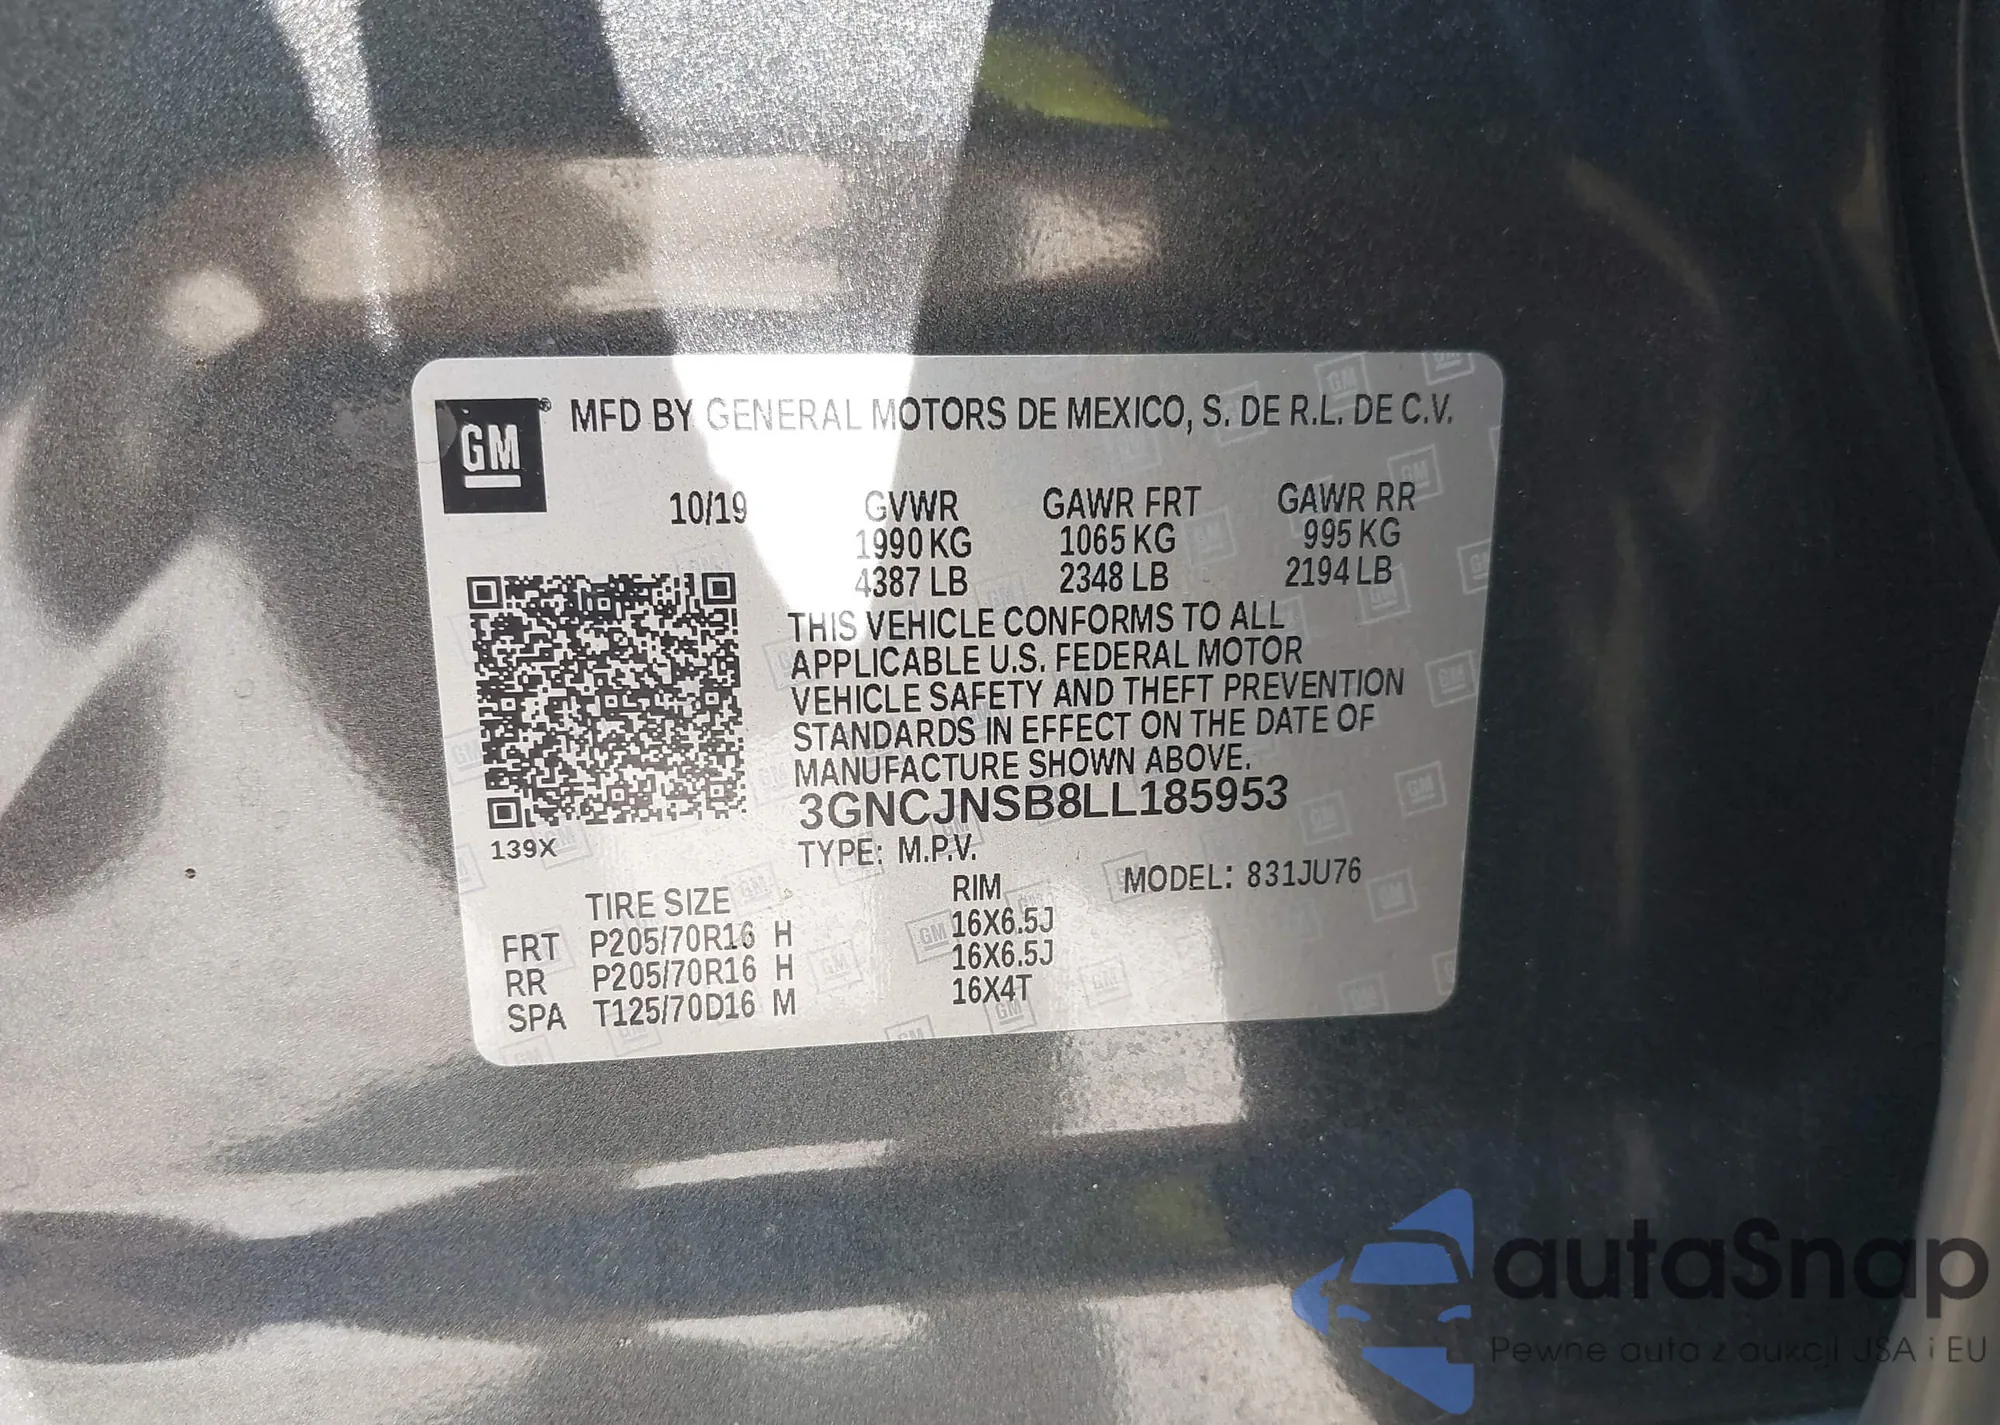 GM ® MFD BY GENERAL MOTORS DE MEXICO, S. DE R.L. DE C.V.
10/19 GVWR GAWR FRT GAWR RR
1990 KG 1065 KG 995 KG
4387 LB 2348 LB 2194 LB
THIS VEHICLE CONFORMS TO ALL
APPLICABLE U.S. FEDERAL MOTOR
VEHICLE SAFETY AND THEFT PREVENTION
STANDARDS IN EFFECT ON THE DATE OF
MANUFACTURE SHOWN ABOVE.
3GNCJNSB8LL185953
139X TYPE: M.P.V.
MODEL: 831JU76
TIRE SIZE RIM
FRT P205/70R16 H 16X6.5J
RR P205/70R16 H 16X6.5J
SPA T125/70D16 M 16X4T
autaSnap
Pewne auta z aukcji USA i EU